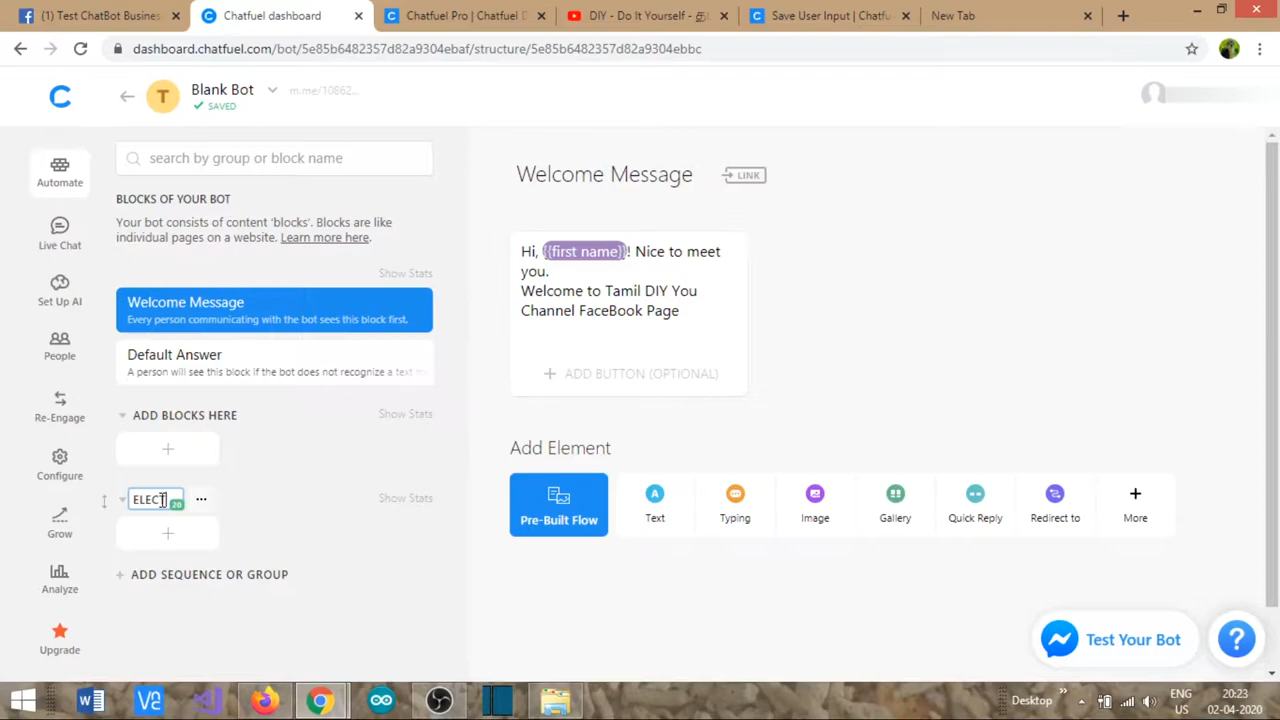 (1) Test ChatBot Business
Chatfuel dashboard
Chatfuel Pro | Chatfuel D
DIY - Do It Yourself -
Save User Input | Chatfu
New Tab
dashboard.chatfuel.com/bot/5e85b6482357d82a9304ebaf/structure/5e85b6482357d82a9304ebbc
T
Blank Bot
m.me/10862...
SAVED
Automate
Live Chat
Set Up AI
People
Re-Engage
Configure
Grow
Analyze
Upgrade
search by group or block name
BLOCKS OF YOUR BOT
Your bot consists of content 'blocks'. Blocks are like
individual pages on a website. Learn more here.
Show Stats
Welcome Message
Every person communicating with the bot sees this block first.
Default Answer
A person will see this block if the bot does not recognize a text
ADD BLOCKS HERE
Show Stats
ELECT
20
Show Stats
ADD SEQUENCE OR GROUP
Welcome Message
LINK
Hi, {{first name}}! Nice to meet
you.
Welcome to Tamil DIY You
Channel FaceBook Page
ADD BUTTON (OPTIONAL)
Add Element
Pre-Built Flow
Text
Typing
Image
Gallery
Quick Reply
Redirect to
More
Test Your Bot
?
Desktop
ENG
US
20:23
02-04-2020